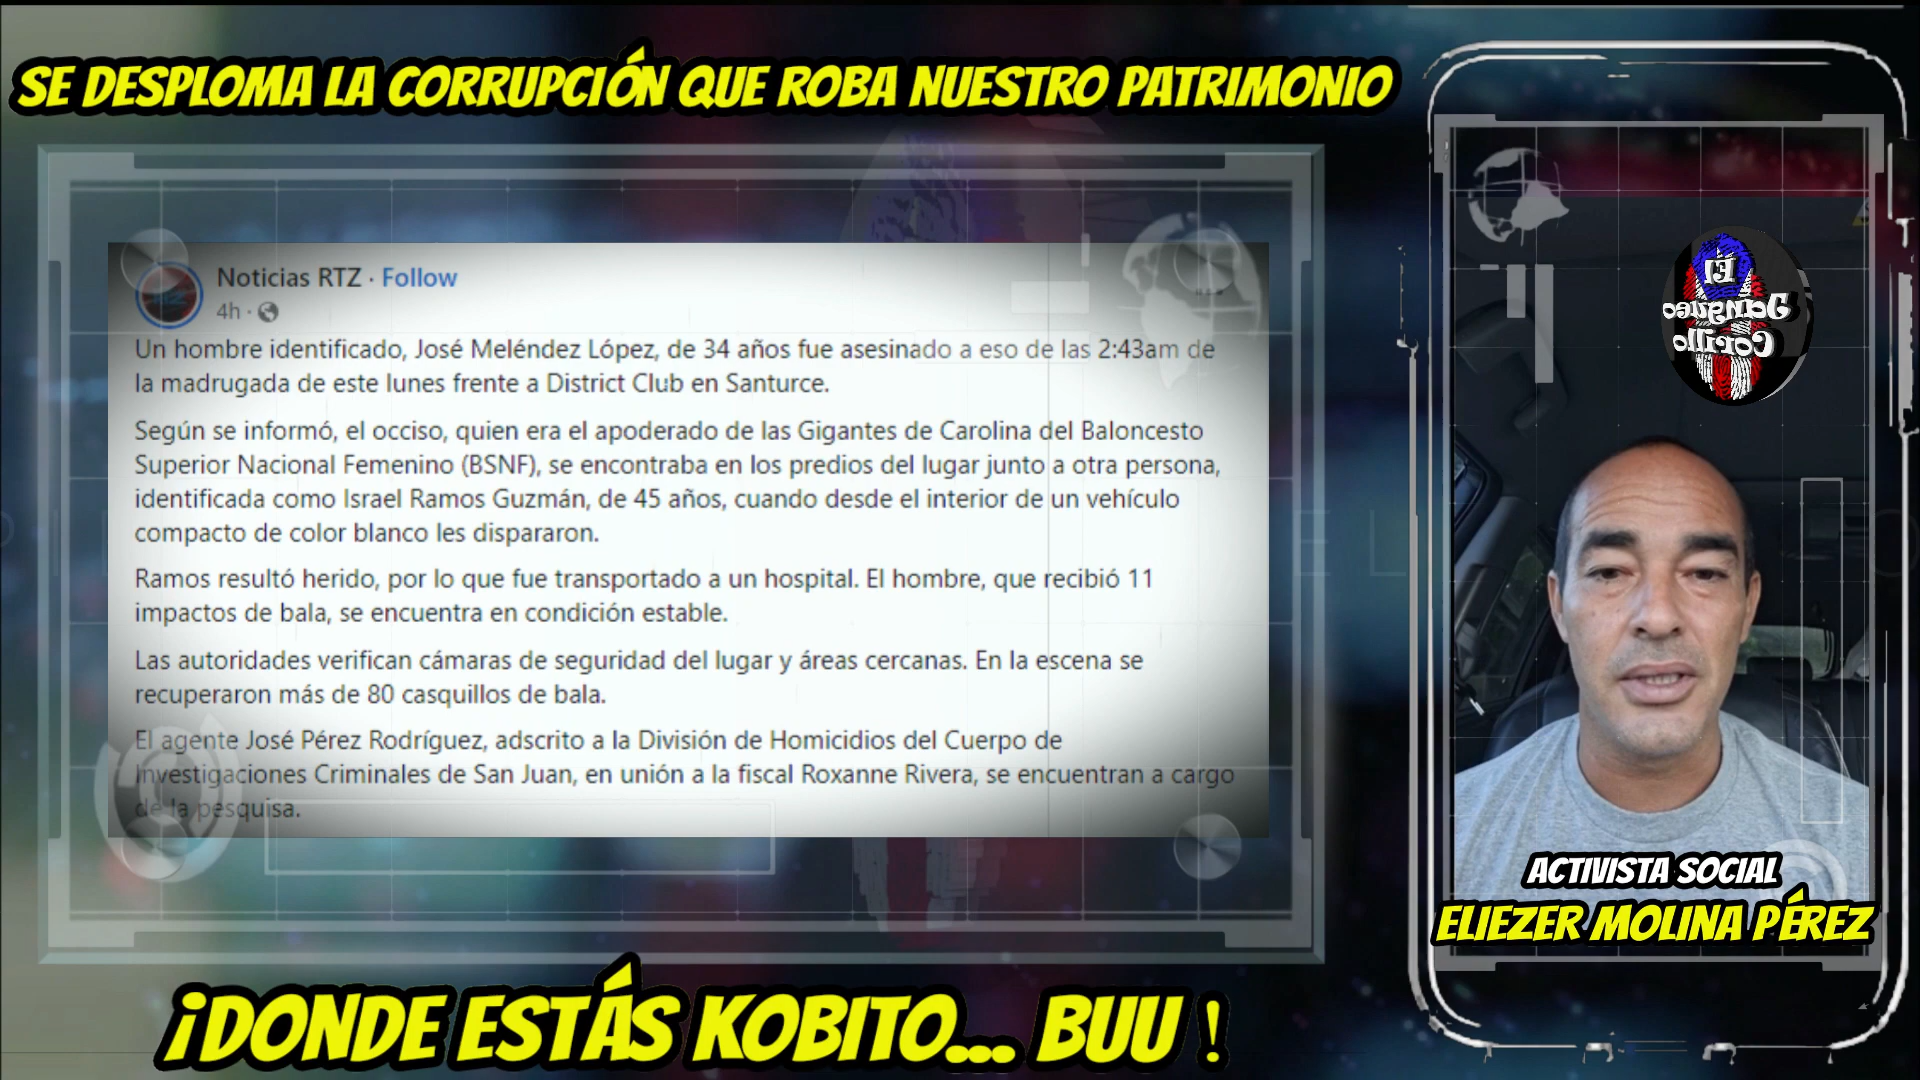 SE DESPLOMA LA CORRUPCIÓN QUE ROBA NUESTRO PATRIMONIO
Noticias RTZ · Follow
4h ·
Un hombre identificado, José Meléndez López, de 34 años fue asesinado a eso de las 2:43am de
la madrugada de este lunes frente a District Club en Santurce.
Según se informó, el occiso, quien era el apoderado de las Gigantes de Carolina del Baloncesto
Superior Nacional Femenino (BSNF), se encontraba en los predios del lugar junto a otra persona,
identificada como Israel Ramos Guzmán, de 45 años, cuando desde el interior de un vehículo
compacto de color blanco les dispararon.
Ramos resultó herido, por lo que fue transportado a un hospital. El hombre, que recibió 11
impactos de bala, se encuentra en condición estable.
Las autoridades verifican cámaras de seguridad del lugar y áreas cercanas. En la escena se
recuperaron más de 80 casquillos de bala.
El agente José Pérez Rodríguez, adscrito a la División de Homicidios del Cuerpo de
Investigaciones Criminales de San Juan, en unión a la fiscal Roxanne Rivera, se encuentran a cargo
de la pesquisa.
El
Jangueo
Corillo
ACTIVISTA SOCIAL
ELIEZER MOLINA PÉREZ
¡DONDE ESTÁS KOBITO... BUU !